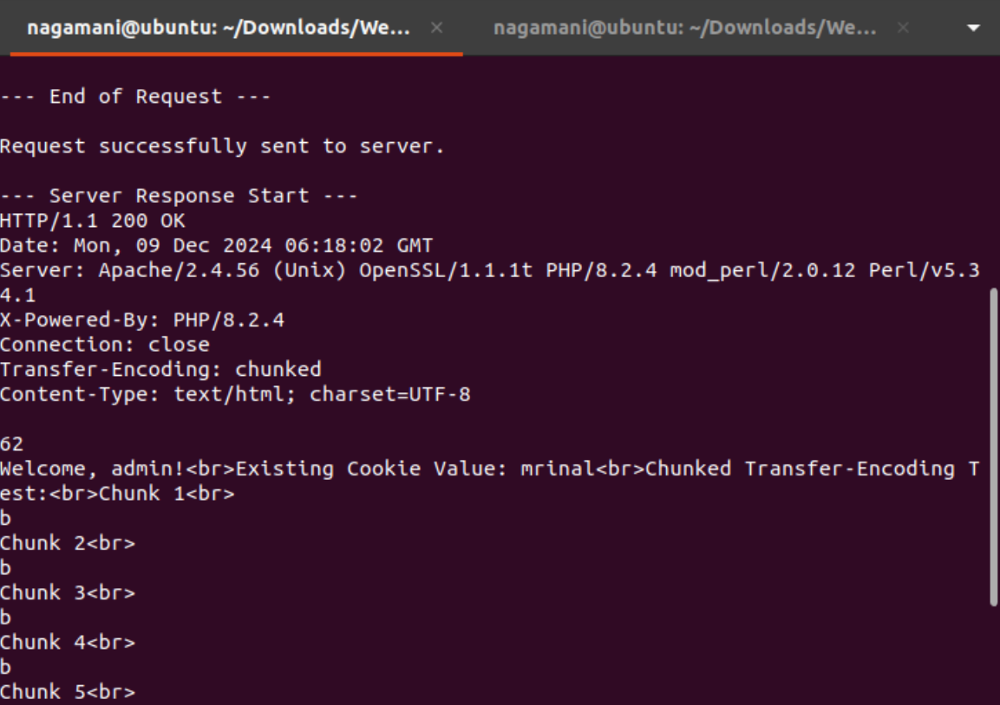 nagamani@ubuntu: ~/Downloads/We... × nagamani@ubuntu: ~/Downloads/We... ×
--- End of Request ---
Request successfully sent to server.
--- Server Response Start ---
HTTP/1.1 200 OK
Date: Mon, 09 Dec 2024 06:18:02 GMT
Server: Apache/2.4.56 (Unix) OpenSSL/1.1.1t PHP/8.2.4 mod_perl/2.0.12 Perl/v5.3
4.1
X-Powered-By: PHP/8.2.4
Connection: close
Transfer-Encoding: chunked
Content-Type: text/html; charset=UTF-8
62
Welcome, admin!<br>Existing Cookie Value: mrinal<br>Chunked Transfer-Encoding T
est:<br>Chunk 1<br>
b
Chunk 2<br>
b
Chunk 3<br>
b
Chunk 4<br>
b
Chunk 5<br>